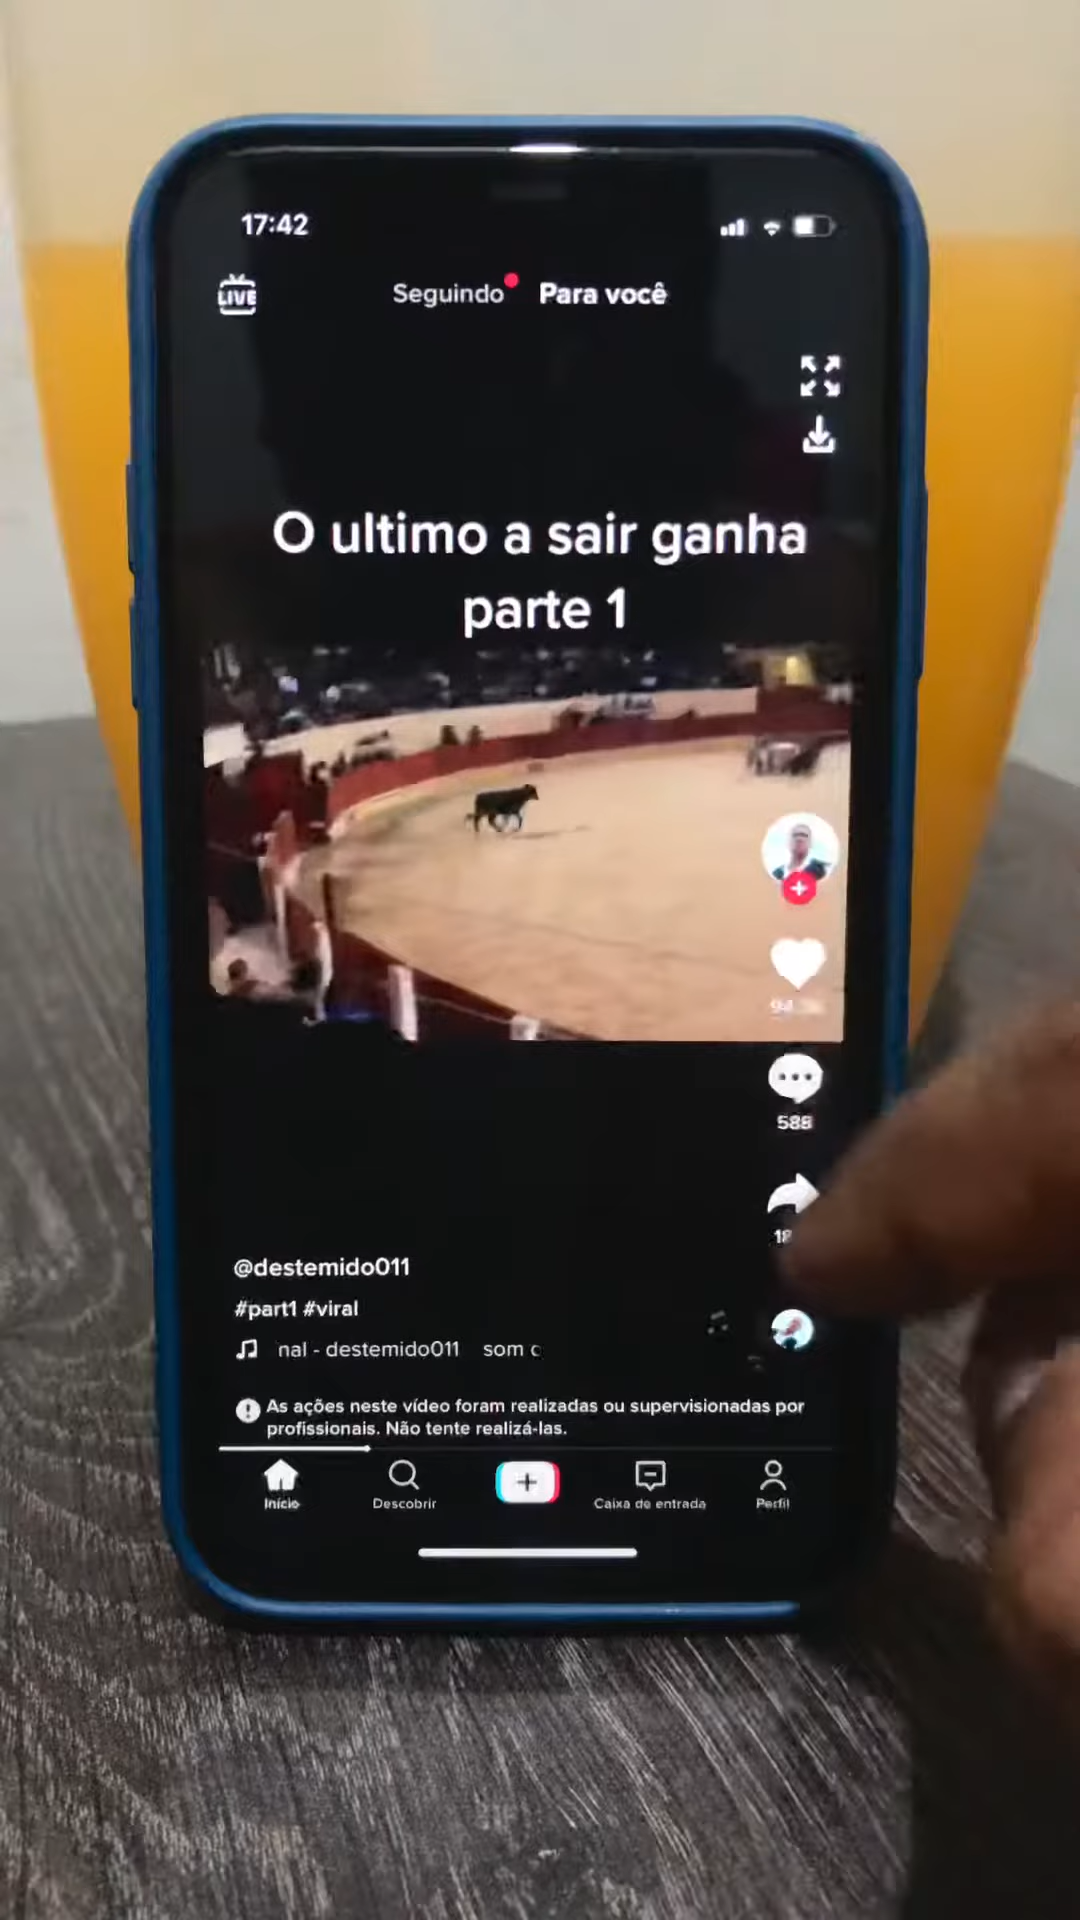 17:42
LIVE
Seguindo Para você
O ultimo a sair ganha
parte 1
588
@destemido011
#part1 #viral
nal - destemido011 som
As ações neste vídeo foram realizadas ou supervisionadas por
profissionais. Não tente realizá-las.
Início Descobrir Caixa de entrada Perfil